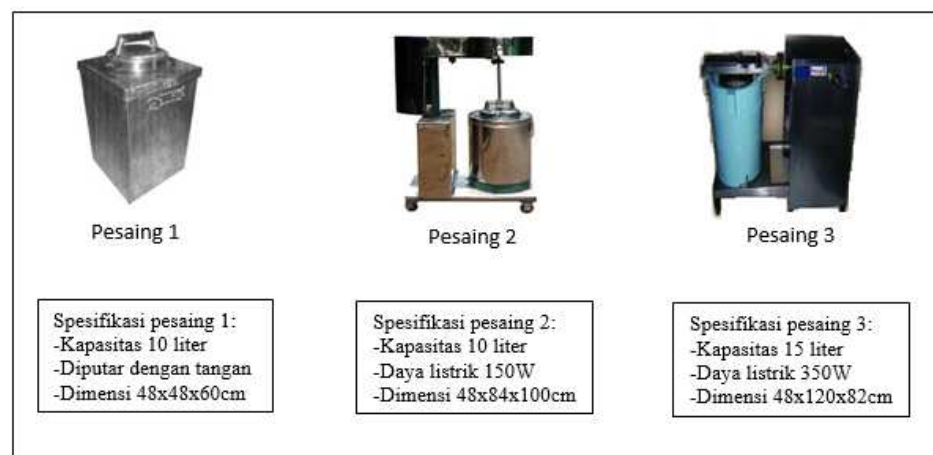 Pesaing 1
Pesaing 2
Pesaing 3
Spesifikasi pesaing 1:
-Kapasitas 10 liter
-Diputar dengan tangan
-Dimensi 48x48x60cm
Spesifikasi pesaing 2:
-Kapasitas 10 liter
-Daya listrik 150W
-Dimensi 48x84x100cm
Spesifikasi pesaing 3:
-Kapasitas 15 liter
-Daya listrik 350W
-Dimensi 48x120x82cm